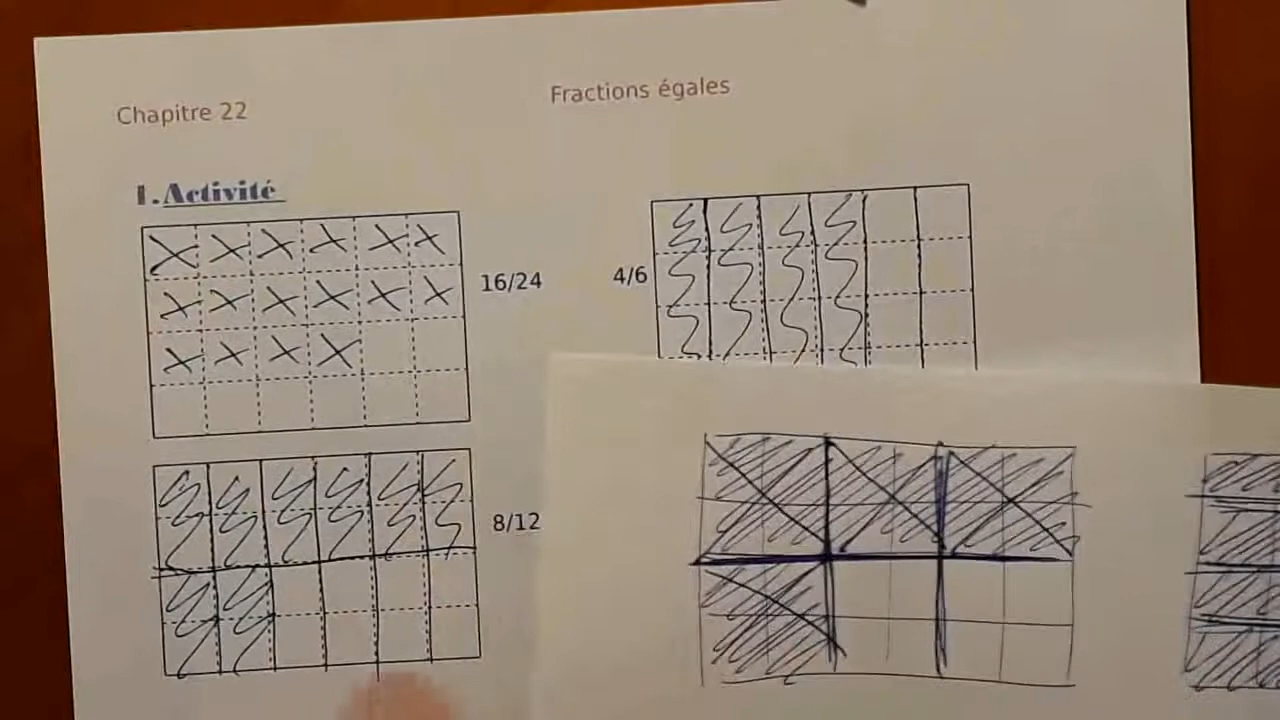 Chapitre 22
Fractions égales
1. Activité
16/24
4/6
8/12